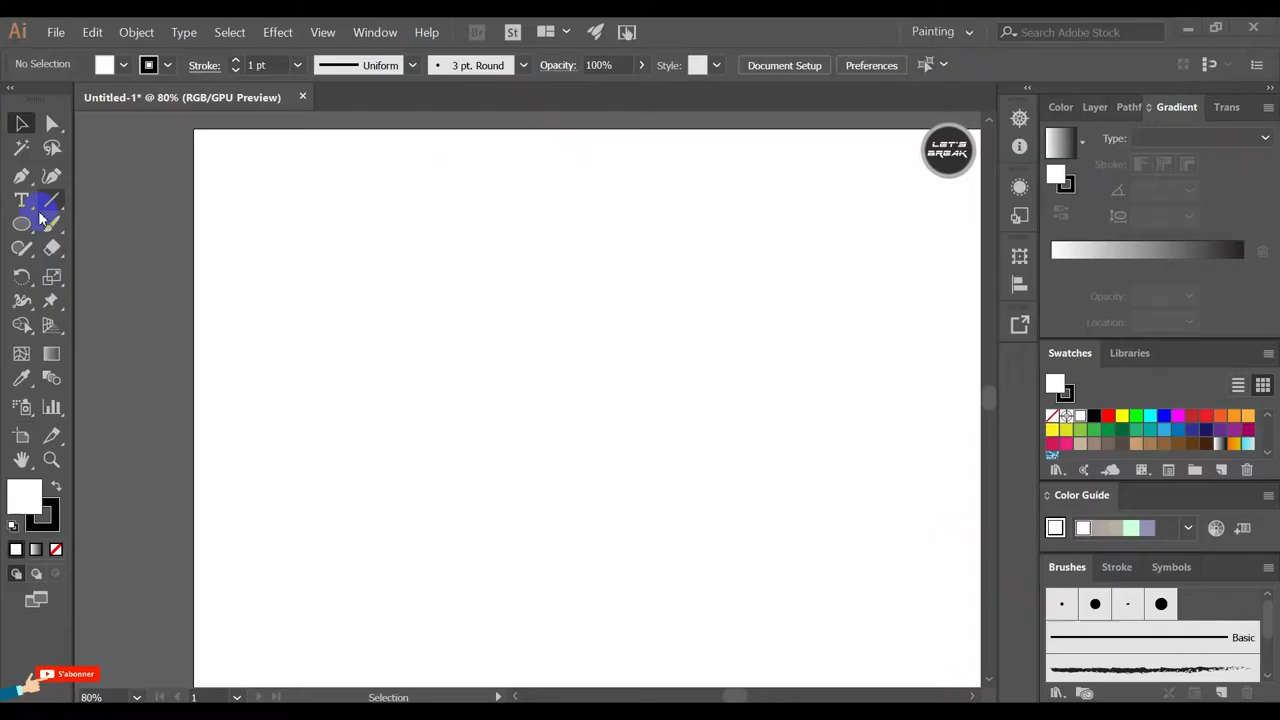 Ai File Edit Object Type Select Effect View Window Help Br St Painting Search Adobe Stock
No Selection Stroke: 1 pt Uniform 3 pt. Round Opacity: 100% Style: Document Setup Preferences
Untitled-1* @ 80% (RGB/GPU Preview)
Color Layer Pathf Gradient Trans
Type:
Stroke:
LET'S
BREAK
Opacity:
Location:
Swatches Libraries
Color Guide
Brushes Stroke Symbols
Basic
S'abonner
80% 1 Selection